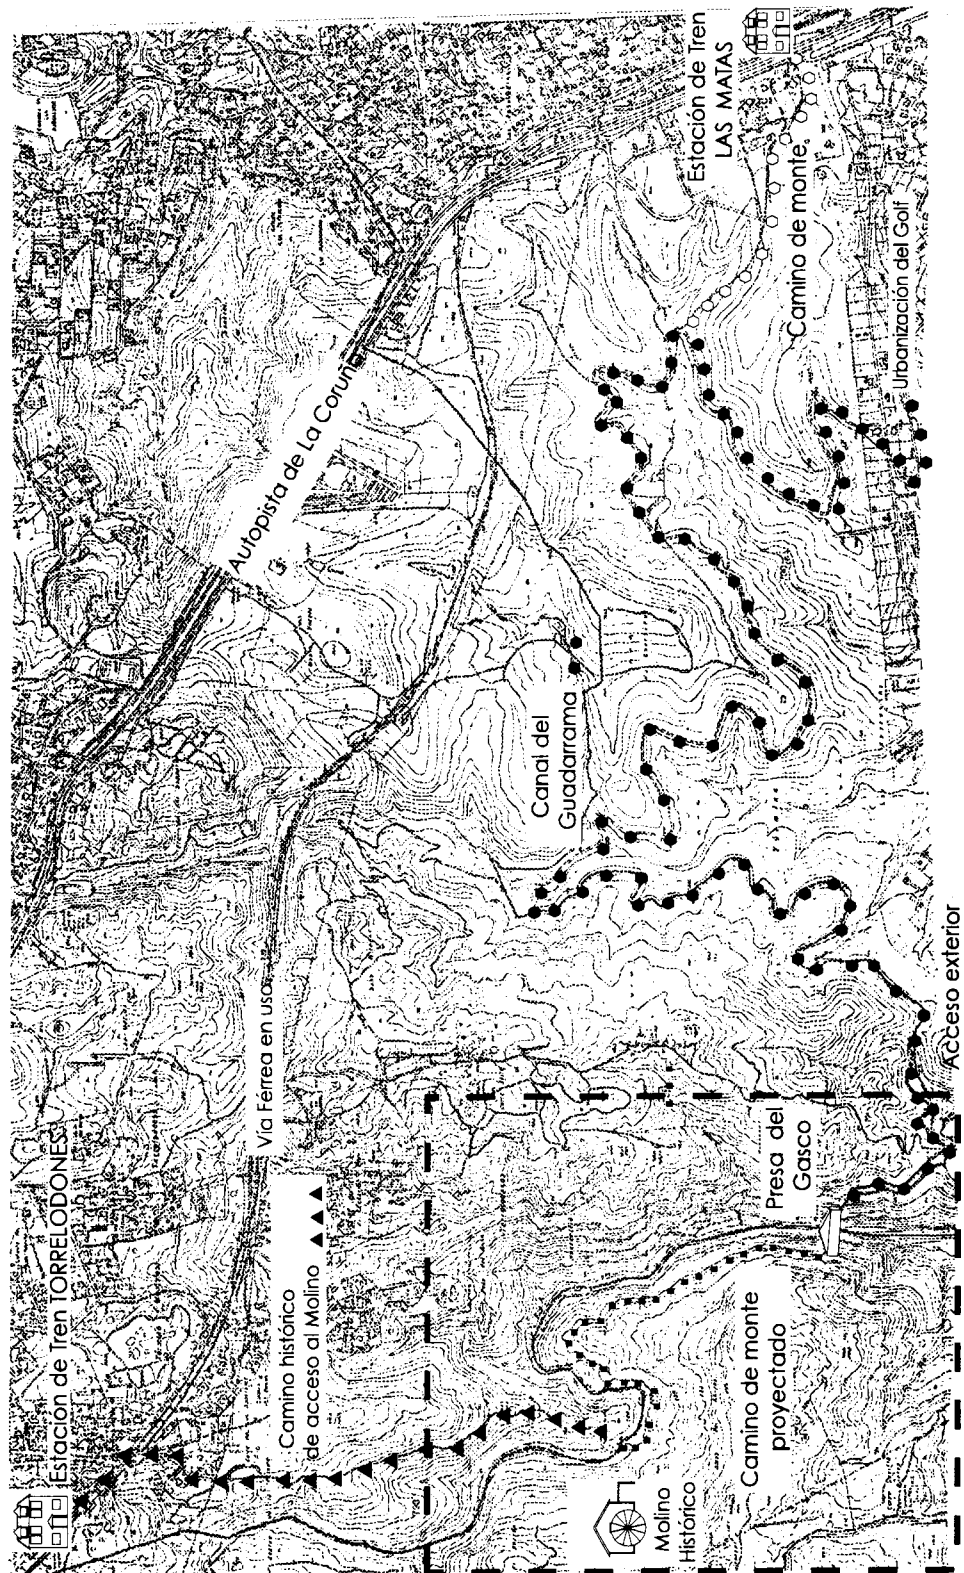 Estación de Tren TORRELODONES
Camino histórico
de acceso al Molino
Vía Férrea en uso
Autopista de La Coruña
Estación de Tren
LAS MATAS
Molino
Histórico
Camino de monte
proyectado
Presa del
Gasco
Canal del
Guadarrama
Camino de monte
Urbanización del Golf
Acceso exterior